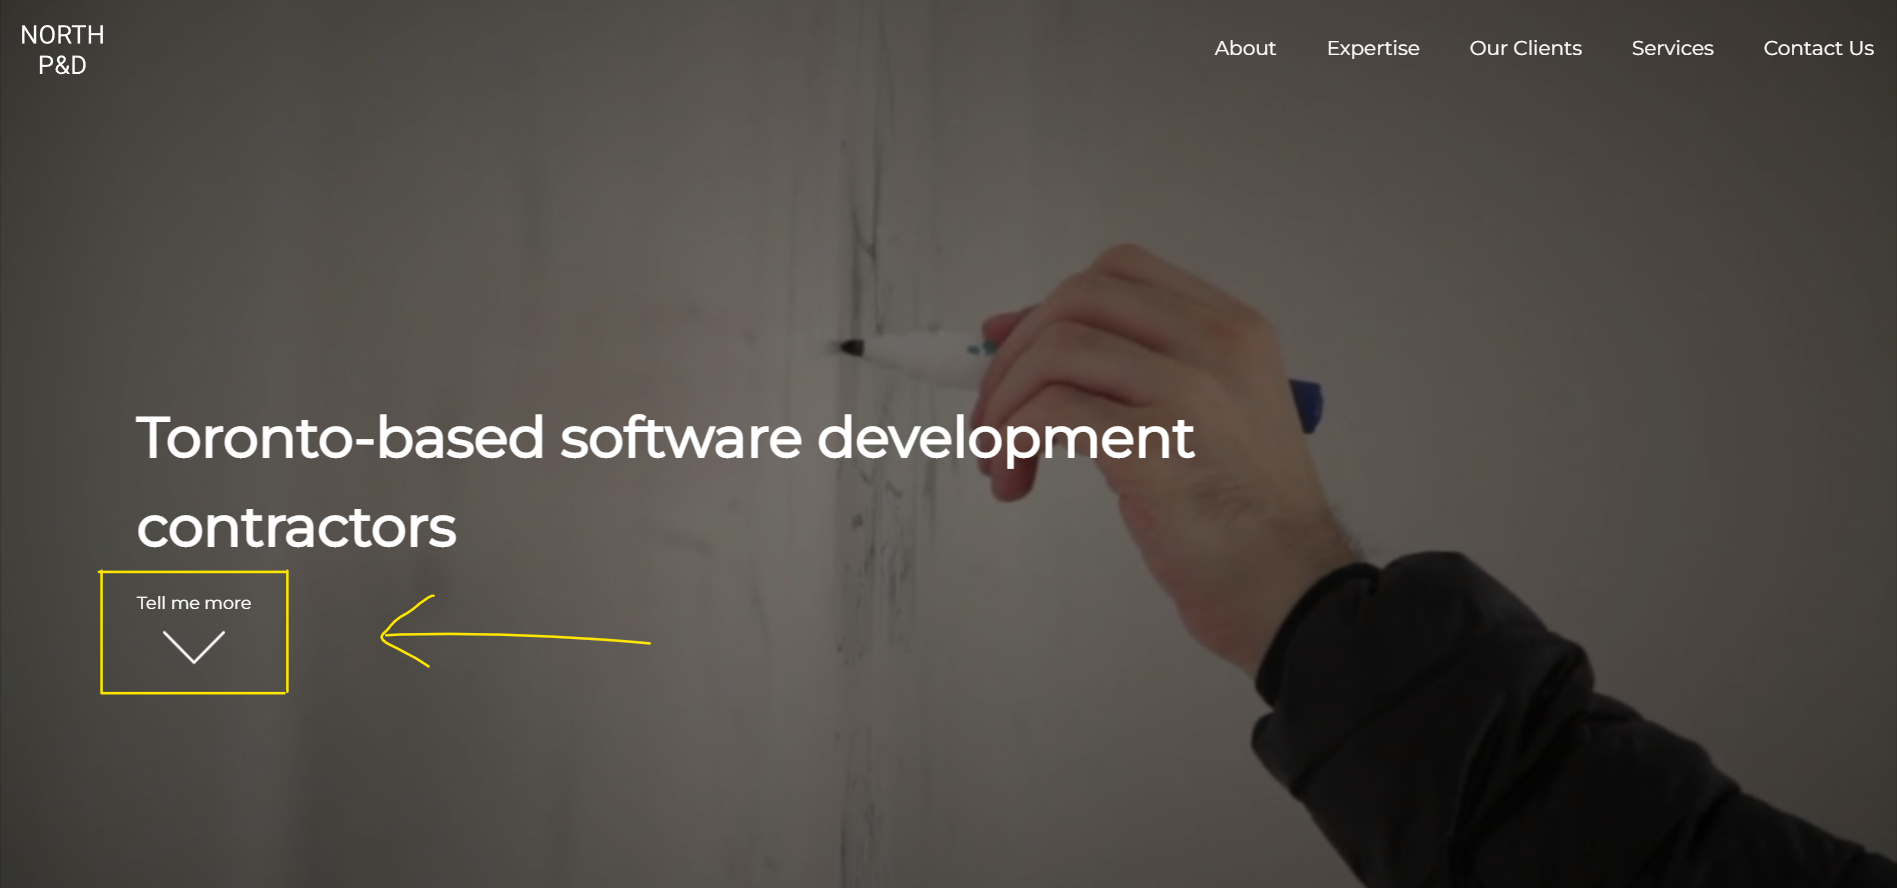 NORTH
P&D
About Expertise Our Clients Services Contact Us
Toronto-based software development
contractors
Tell me more